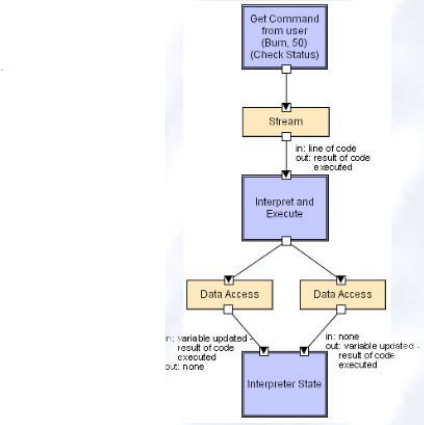 Get Command
from user
(Burn, 50)
(Check Status)
Stream
in: line of code
out: result of code
executed
Interpret and
Execute
Data Access
Data Access
in: variable updated -
result of code
executed
out: none
in: none
out: variable updated -
result of code
executed
Interpreter State